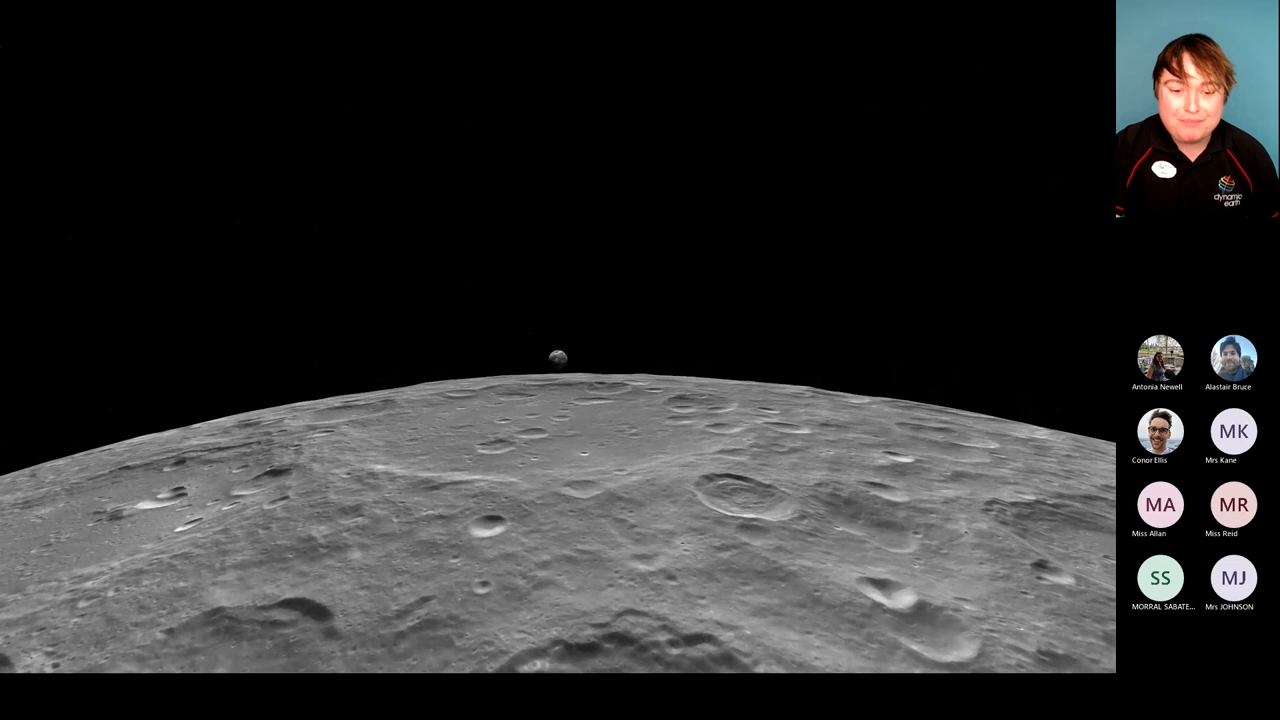 dynamic
earth
Antonia Newell
Alastair Bruce
Conor Ellis
MK
Mrs Kane
MA
Miss Allan
MR
Miss Reid
SS
MORRAL SABATE...
MJ
Mrs JOHNSON